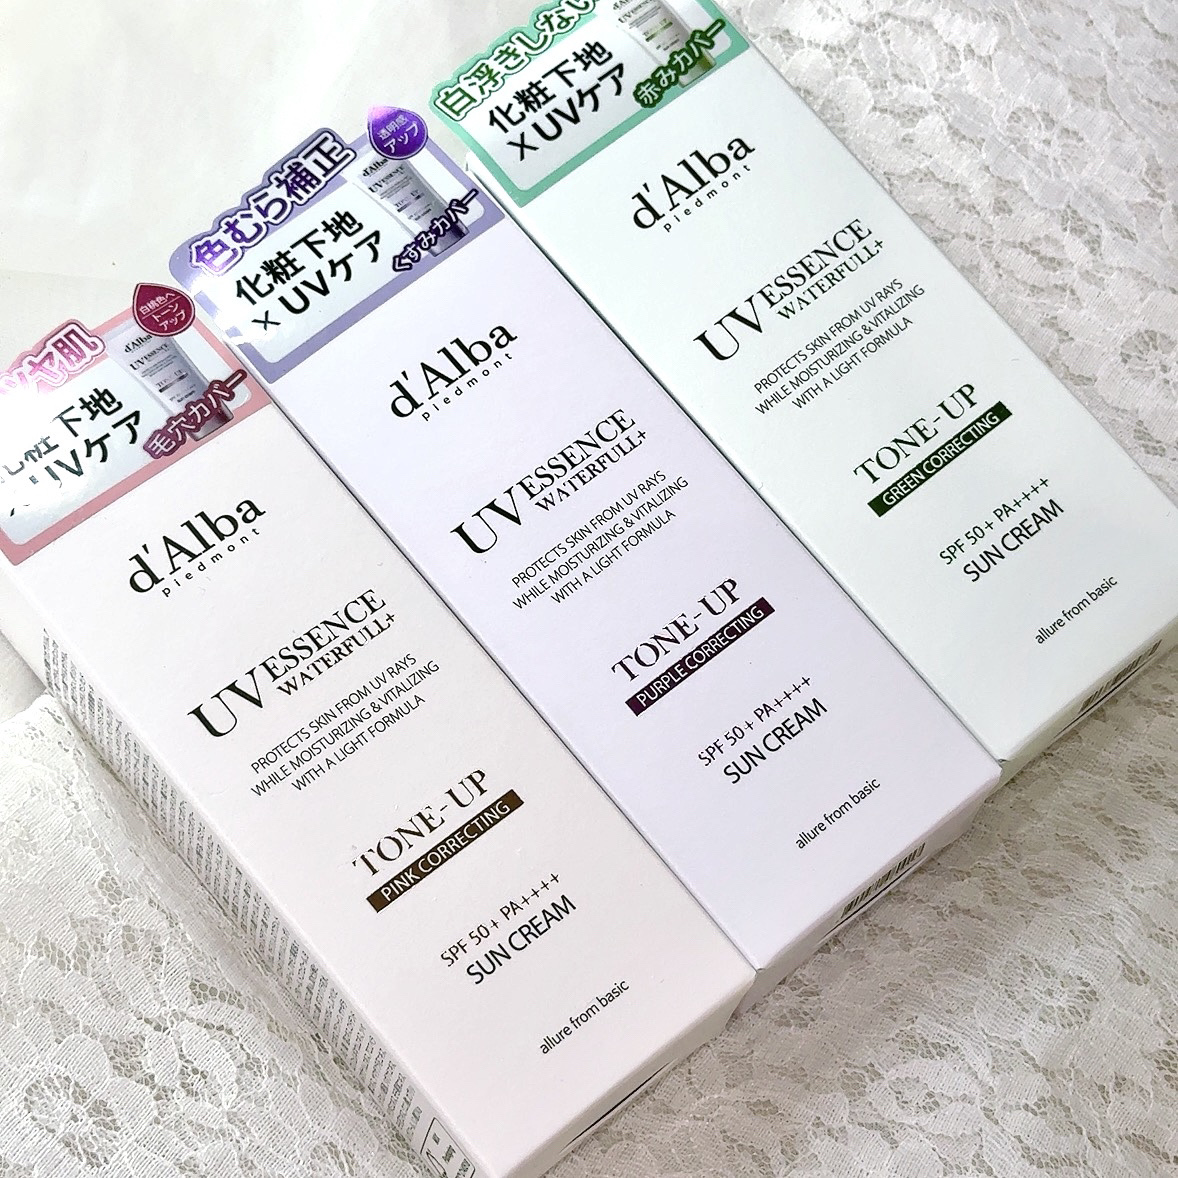 ツヤ肌
化粧下地
×UVケア
白桃色へ
トーン
アップ
毛穴カバー
d'Alba
piedmont
UV ESSENCE
WATERFULL+
PROTECTS SKIN FROM UV RAYS
WHILE MOISTURIZING & VITALIZING
WITH A LIGHT FORMULA
TONE-UP
PINK CORRECTING
SPF 50+ PA++++
SUN CREAM
allure from basic
色むら補正
化粧下地
×UVケア
透明感
アップ
くすみカバー
d'Alba
piedmont
UV ESSENCE
WATERFULL+
PROTECTS SKIN FROM UV RAYS
WHILE MOISTURIZING & VITALIZING
WITH A LIGHT FORMULA
TONE-UP
PURPLE CORRECTING
SPF 50+ PA++++
SUN CREAM
allure from basic
白浮きしない
化粧下地
×UVケア
赤みカバー
d'Alba
piedmont
UV ESSENCE
WATERFULL+
PROTECTS SKIN FROM UV RAYS
WHILE MOISTURIZING & VITALIZING
WITH A LIGHT FORMULA
TONE-UP
GREEN CORRECTING
SPF 50+ PA++++
SUN CREAM
allure from basic